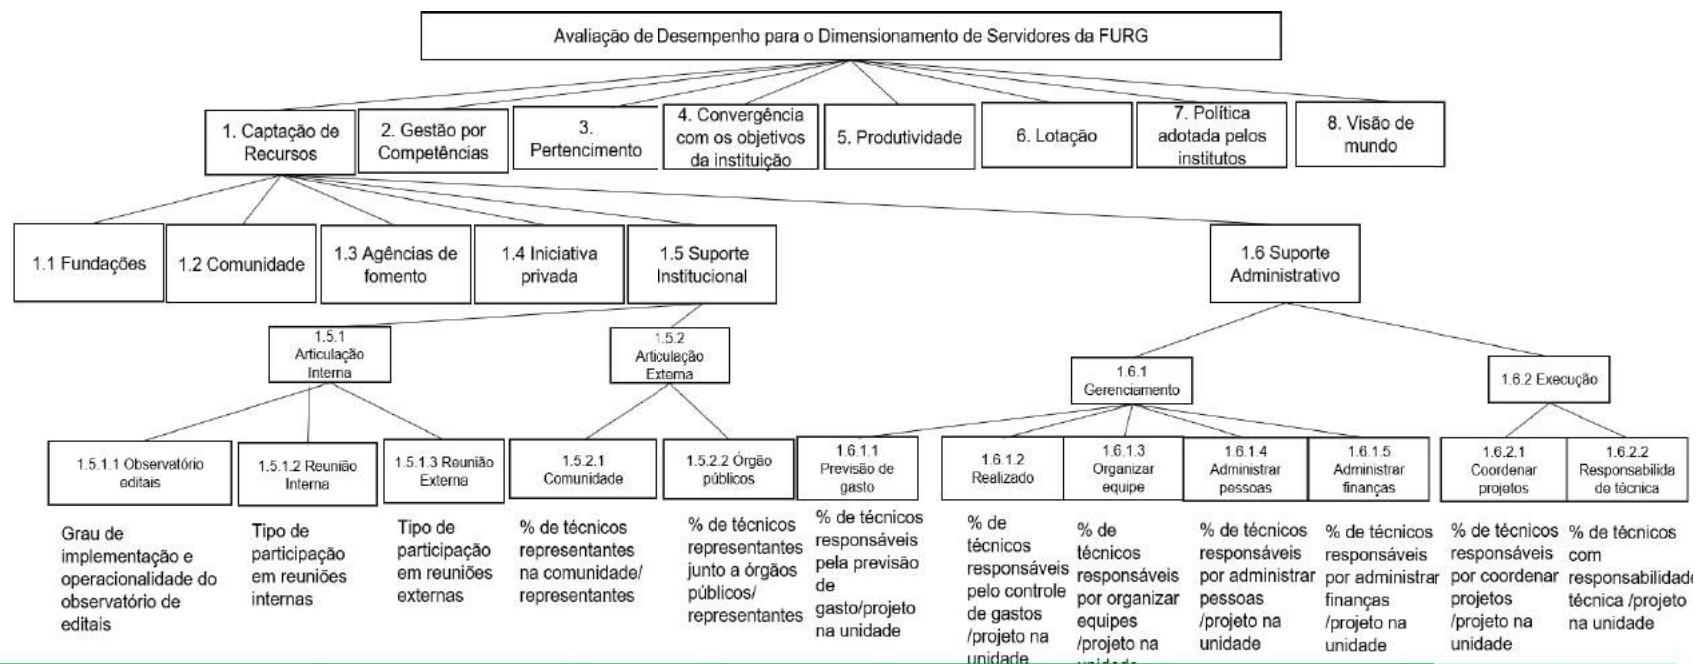 Avaliação de Desempenho para o Dimensionamento de Servidores da FURG
1. Captação de
Recursos
2. Gestão por
Competências
3.
Pertencimento
4. Convergência
com os objetivos
da instituição
5. Produtividade
6. Lotação
7. Política
adotada pelos
institutos
8. Visão de
mundo
1.1 Fundações
1.2 Comunidade
1.3 Agências de
fomento
1.4 Iniciativa
privada
1.5 Suporte
Institucional
1.6 Suporte
Administrativo
1.5.1
Articulação
Interna
1.5.2
Articulação
Externa
1.6.1
Gerenciamento
1.6.2 Execução
1.5.1.1 Observatório
editais
1.5.1.2 Reunião
Interna
1.5.1.3 Reunião
Externa
1.5.2.1
Comunidade
1.5.2.2 Órgão
públicos
1.6.1.1
Previsão de
gasto
1.6.1.2
Realizado
1.6.1.3
Organizar
equipe
1.6.1.4
Administrar
pessoas
1.6.1.5
Administrar
finanças
1.6.2.1
Coordenar
projetos
1.6.2.2
Responsabilida
de técnica
Grau de
implementação e
operacionalidade do
observatório de
editais
Tipo de
participação
em reuniões
internas
Tipo de
participação
em reuniões
externas
% de técnicos
representantes
na comunidade/
representantes
% de técnicos
representantes
junto a órgãos
públicos/
representantes
% de técnicos
responsáveis
pela previsão
de
gasto/projeto
na unidade
% de
técnicos
responsáveis
pelo controle
de gastos
/projeto na
unidade
% de
técnicos
responsáveis
por organizar
equipes
/projeto na
unidade
% de técnicos
responsáveis
por administrar
pessoas
/projeto na
unidade
% de técnicos
responsáveis
por administrar
finanças
/projeto na
unidade
% de técnicos
responsáveis
por coordenar
projetos
/projeto na
unidade
% de técnicos
com
responsabilidade
técnica /projeto
na unidade